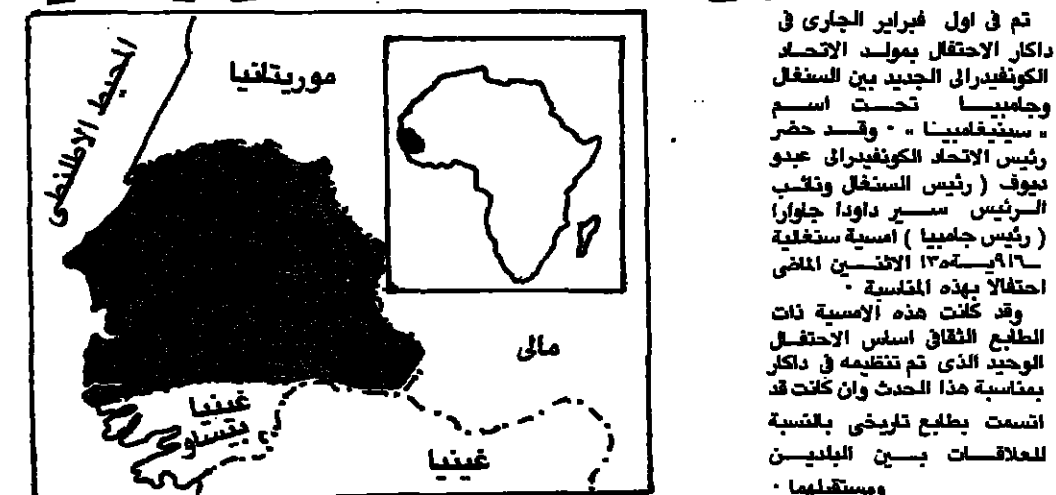 تم فى اول فبراير الجارى فى
داكار الاحتفال بمولد الاتحاد
الكونفيدرالى الجديد بين السنغال
وجامبيا تحت اسم
« سينيغامبيا » ٠ وقد حضر
رئيس الاتحاد الكونفيدرالى عبدو
ديوف ( رئيس السنغال ونائب
الرئيس سير داودا جاوارا
( رئيس جامبيا ) امسية سنغالية
الاثنين الماضى
احتفالا بهذه المناسبة ٠
وقد كانت هذه الامسية ذات
الطابع الثقافى اساس الاحتفال
الوحيد الذى تم تنظيمه فى داكار
بمناسبة هذا الحدث وان كانت قد
اتسمت بطابع تاريخى بالنسبة
للعلاقات بين البلدين
ومستقبلهما ٠
المحيط الاطلنطى
موريتانيا
مالى
غينيا
بيساو
غينيا